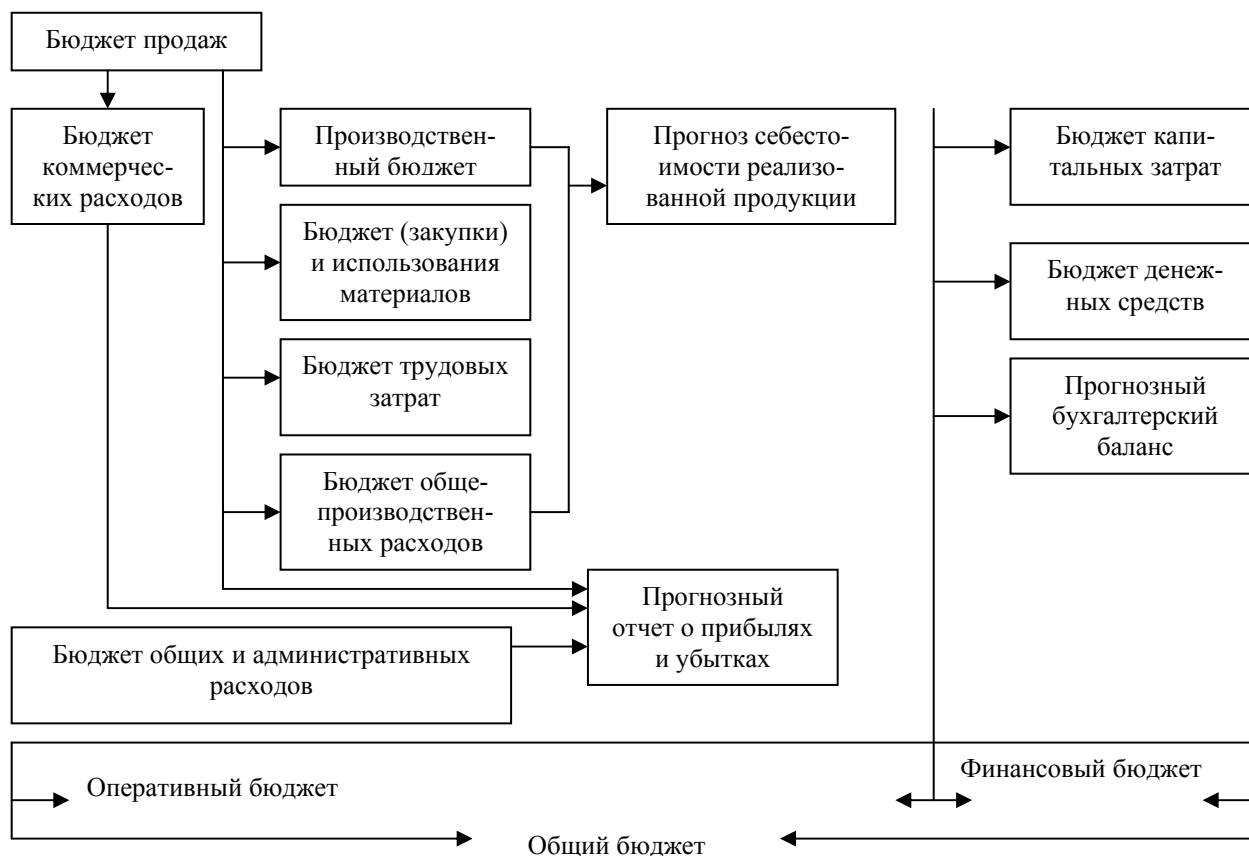 Бюджет продаж
Бюджет
коммерчес-
ких расходов
Производствен-
ный бюджет
Прогноз себесто-
имости реализо-
ванной продукции
Бюджет капи-
тальных затрат
Бюджет (закупки)
и использования
материалов
Бюджет денеж-
ных средств
Бюджет трудовых
затрат
Прогнозный
бухгалтерский
баланс
Бюджет обще-
производствен-
ных расходов
Прогнозный
отчет о прибылях
и убытках
Бюджет общих и административных
расходов
Оперативный бюджет
Финансовый бюджет
Общий бюджет